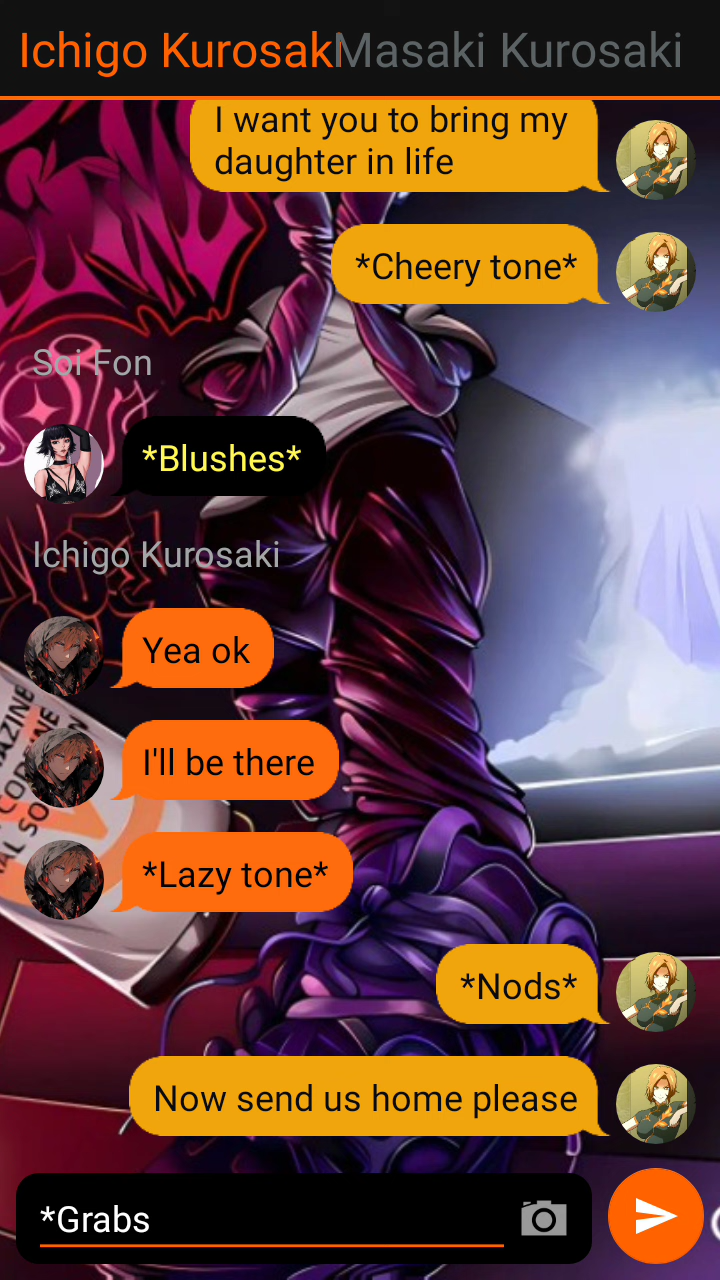 Ichigo Kurosaki
Masaki Kurosaki
I want you to bring my
daughter in life
*Cheery tone*
Soi Fon
*Blushes*
Ichigo Kurosaki
Yea ok
I'll be there
*Lazy tone*
*Nods*
Now send us home please
*Grabs